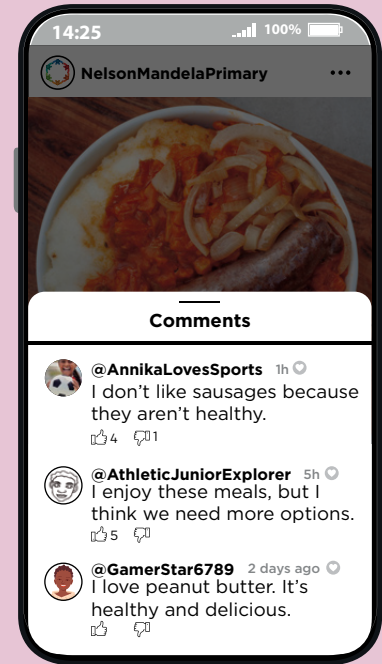 14:25 100%
NelsonMandelaPrimary
Comments
@AnnikaLovesSports 1h
I don’t like sausages because
they aren’t healthy.
4 1
@AthleticJuniorExplorer 5h
I enjoy these meals, but I
think we need more options.
5
@GamerStar6789 2 days ago
I love peanut butter. It’s
healthy and delicious.